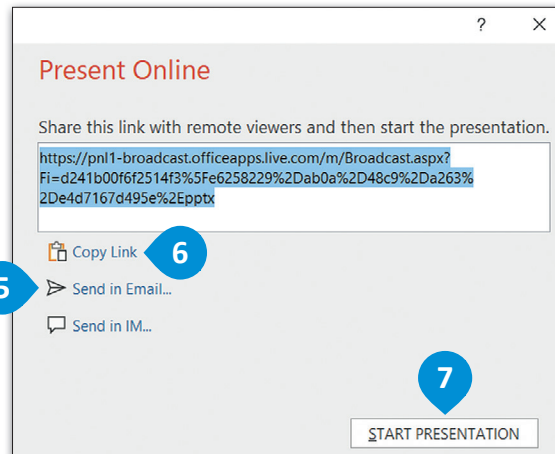 ?
Present Online
Share this link with remote viewers and then start the presentation.
https://pnl1-broadcast.officeapps.live.com/m/Broadcast.aspx?
Fi=d241b00f6f2514f3%5Fe6258229%2Dab0a%2D48c9%2Da263%
2De4d7167d495e%2Epptx
Copy Link 6
5 Send in Email...
Send in IM...
7
START PRESENTATION